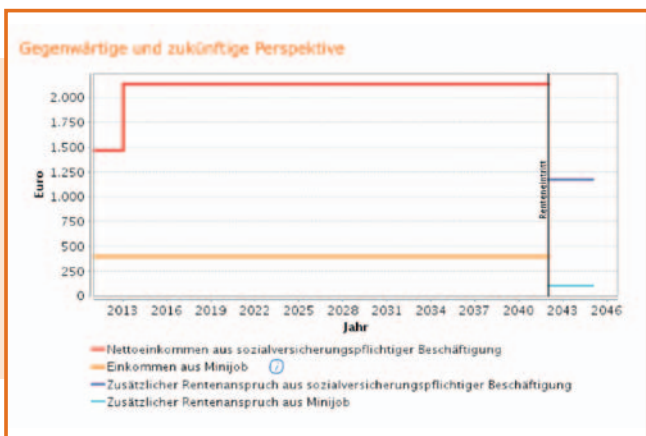 Gegenwärtige und zukünftige Perspektive
2.000
1.750
1.500
1.250
1.000
750
500
250
0
Euro
Renteneintritt
2013 2016 2019 2022 2025 2028 2031 2034 2037 2040 2043 2046
Jahr
Nettoeinkommen aus sozialversicherungspflichtiger Beschäftigung
Einkommen aus Minijob i
Zusätzlicher Rentenanspruch aus sozialversicherungspflichtiger Beschäftigung
Zusätzlicher Rentenanspruch aus Minijob